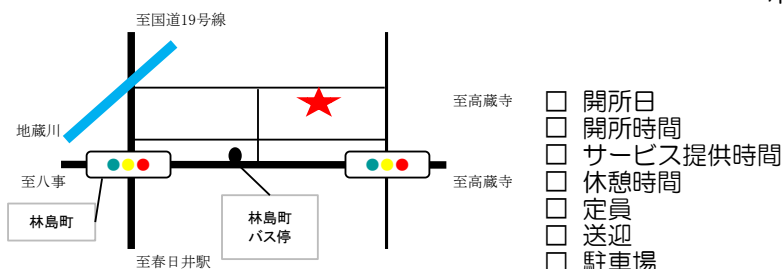 至国道19号線
地蔵川
至高蔵寺
至八事
至高蔵寺
林島町
林島町
バス停
至春日井駅
□ 開所日
□ 開所時間
□ サービス提供時間
□ 休憩時間
□ 定員
□ 送迎
□ 駐車場